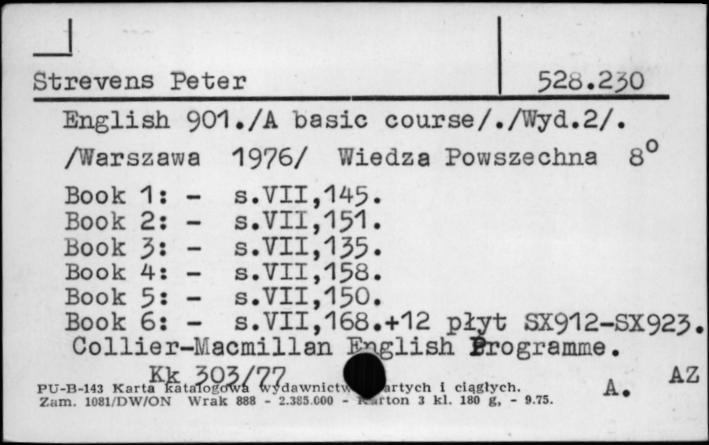 Strevens Peter 528.230
English 901./A basic course/./Wyd.2/.
/Warszawa 1976/ Wiedza Powszechna 8°
Book 1: - s.VII,145.
Book 2: - s.VII,151.
Book 3: - s.VII,135.
Book 4: - s.VII,158.
Book 5: - s.VII,150.
Book 6: - s.VII,168.+12 płyt SX912-SX923.
Collier-Macmillan English Programme.
Kk 303/77 A. AZ
PU-B-143 Karta katalogowa wydawnictw artych i ciągłych.
Zam. 1081/DW/ON Wrak 888 - 2.385.000 - Karton 3 kl. 180 g, - 9.75.